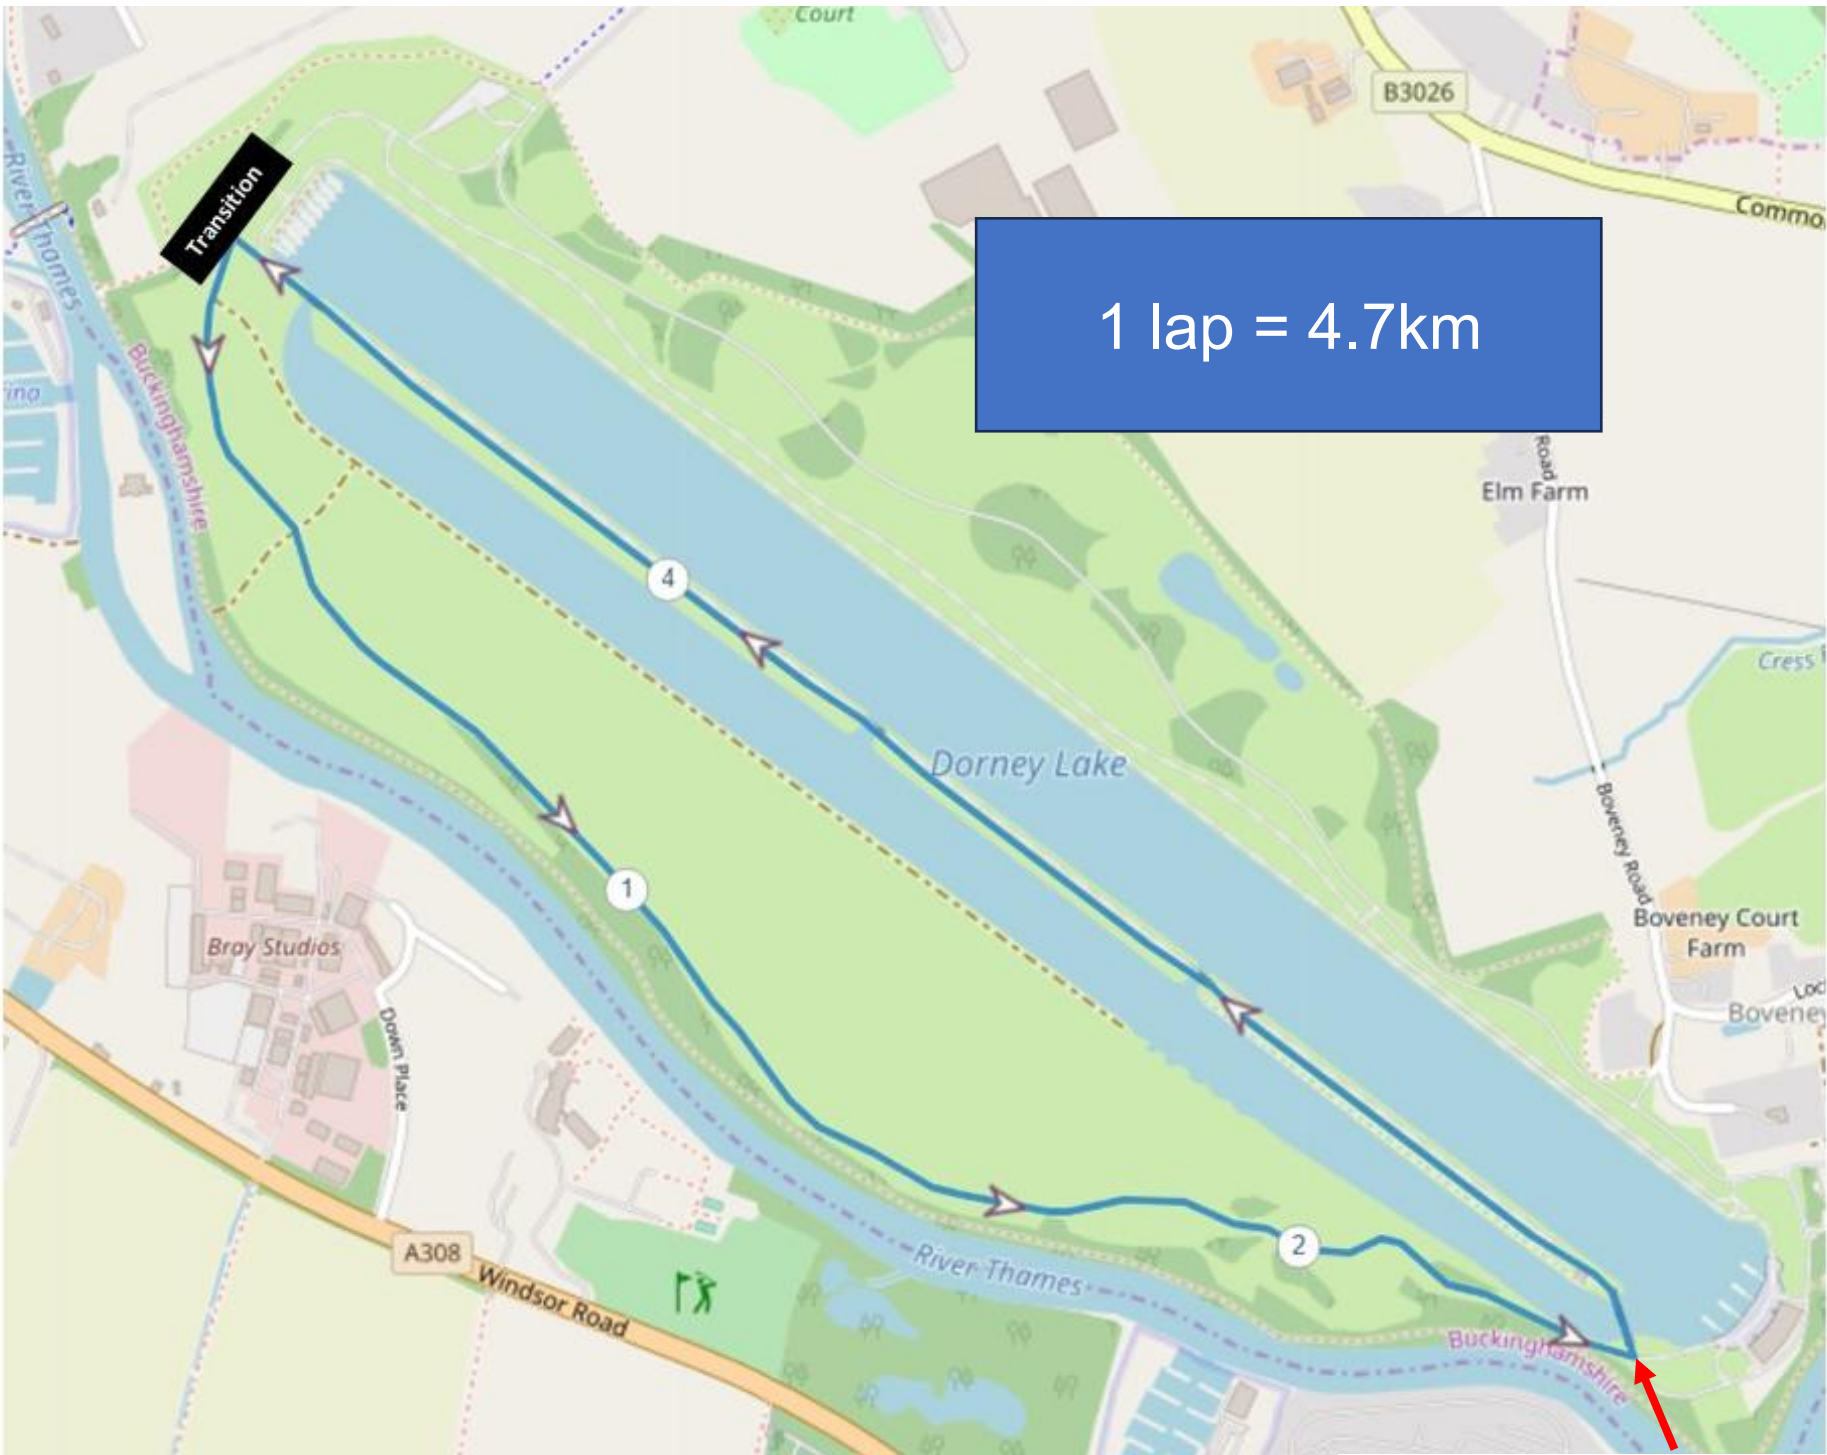 Court
B3026
Commo
River Thames
Transition
1 lap = 4.7km
Buckinghamshire
Road
Elm Farm
4
Cress
Dorney Lake
Boveney Road
1
Boveney Court
Farm
Bray Studios
Down Place
Boveney
2
A308
Windsor Road
River Thames
Buckinghamshire